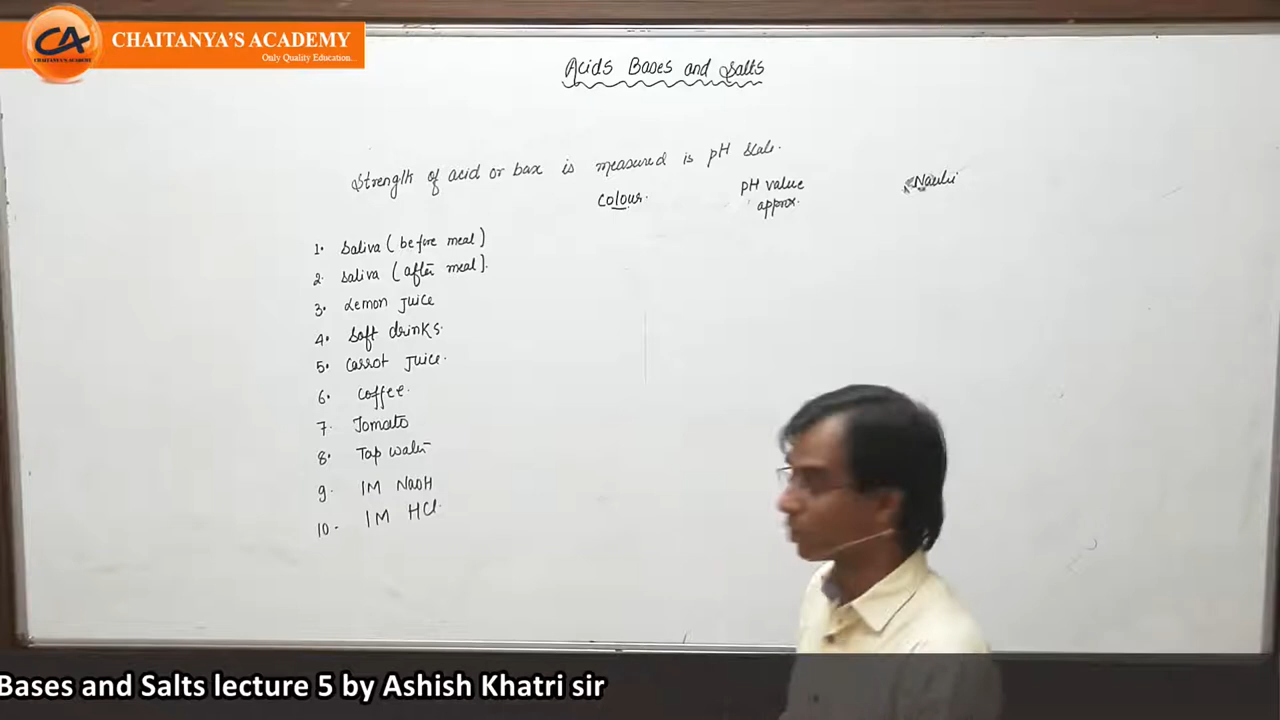 CA
CHAITANYA'S ACADEMY
CHAITANYA'S ACADEMY
Only Quality Education...
Acids Bases and Salts
Strength of acid or base is measured is pH scale.
Colour. pH value
approx.
1. Saliva (before meal)
2. Saliva (after meal).
3. Lemon Juice
4. Soft drinks.
5. Carrot Juice.
6. Coffee.
7. Tomato
8. Tap water
9. 1M NaOH
10. 1M HCl.
Bases and Salts lecture 5 by Ashish Khatri sir